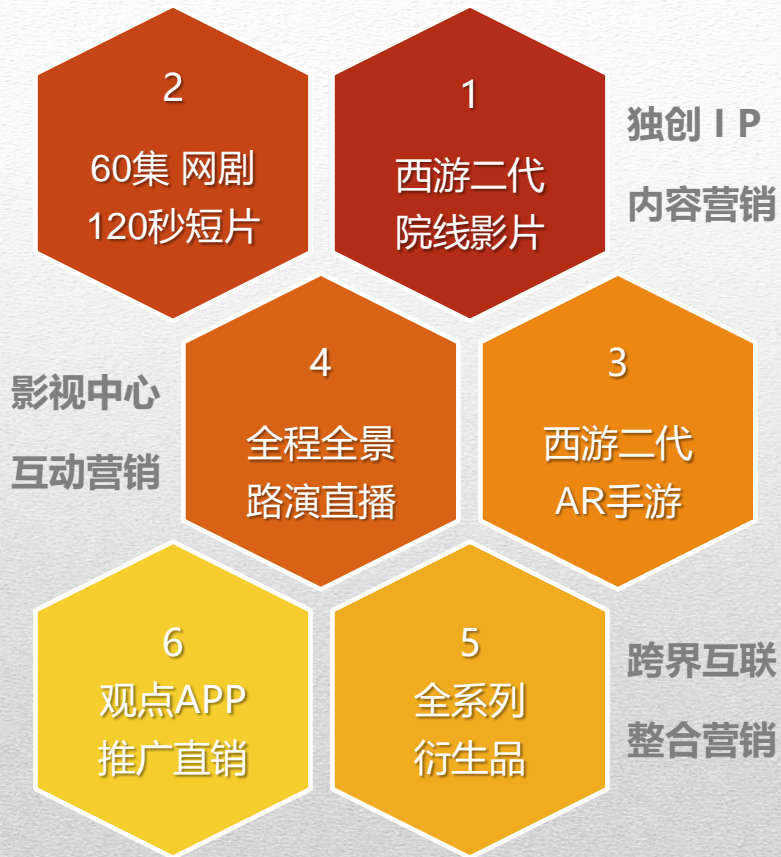 2
60集 网剧
120秒短片
1
西游二代
院线影片
独创 I P
内容营销
影视中心
互动营销
4
全程全景
路演直播
3
西游二代
AR手游
6
观点APP
推广直销
5
全系列
衍生品
跨界互联
整合营销